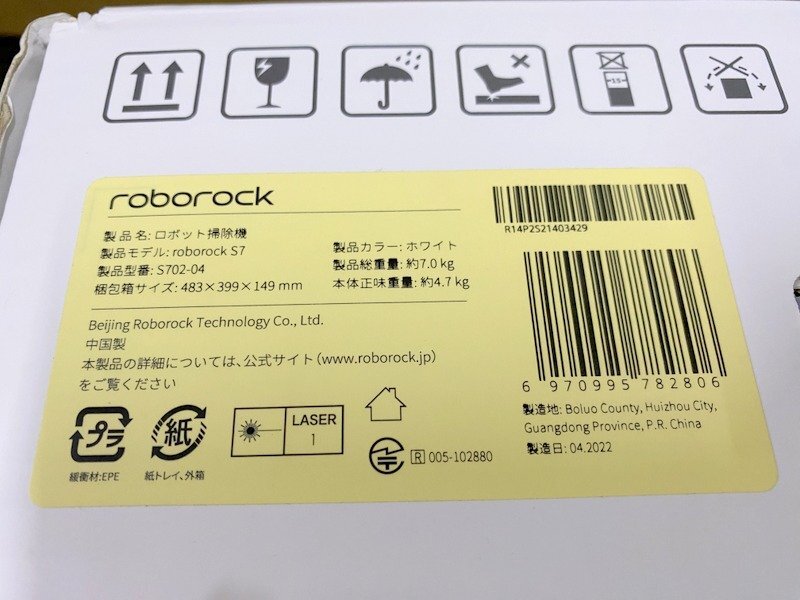 15
roborock
製品名: ロボット掃除機
製品モデル: roborock S7
製品型番: S702-04
梱包箱サイズ: 483×399×149 mm
製品カラー: ホワイト
製品総重量: 約7.0 kg
本体正味重量: 約4.7 kg
Beijing Roborock Technology Co., Ltd.
中国製
本製品の詳細については、公式サイト（www.roborock.jp）
をご覧ください
プラ
緩衝材:EPE
紙
紙トレイ、外箱
LASER
1
R 005-102880
R14P2S21403429
6 970995 782806
製造地: Boluo County, Huizhou City,
Guangdong Province, P.R. China
製造日: 04.2022